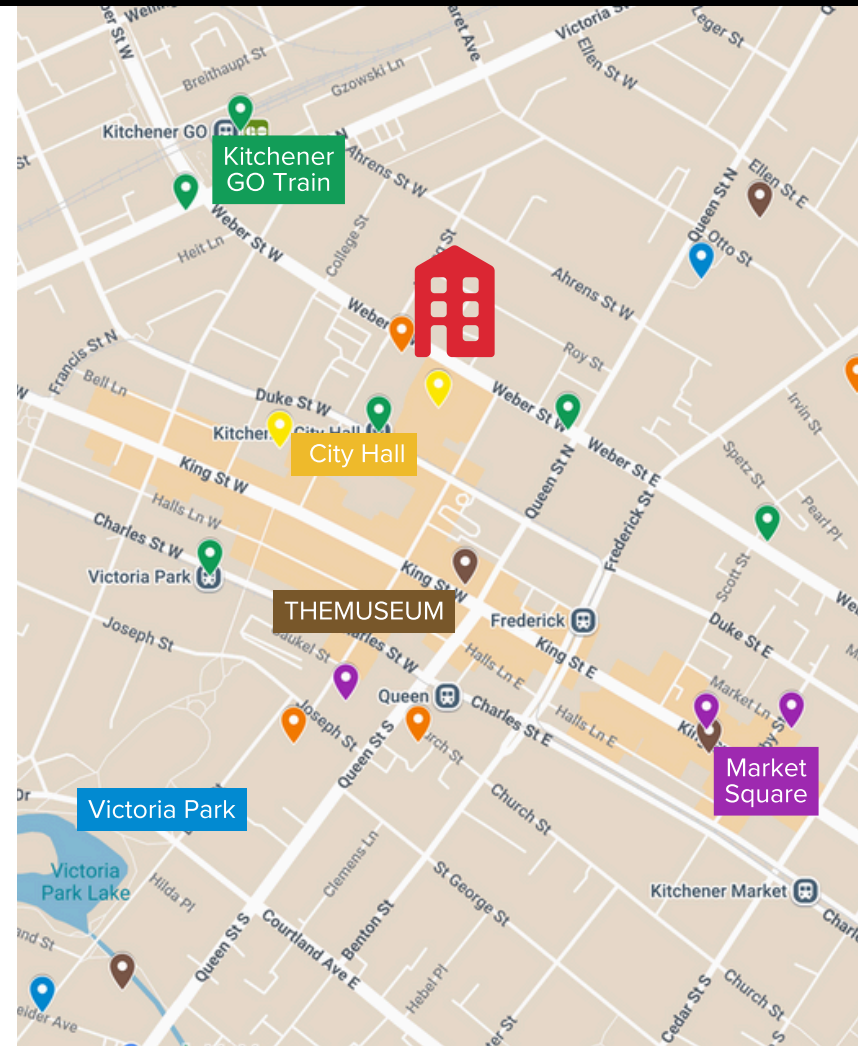 Victoria S
Leger St
Ellen St W
Breithaupt St
Gzowski Ln
Kitchener GO
Kitchener
GO Train
Ahrens St W
Ellen St E
Queen St N
Otto St
Weber St W
College St
Heit Ln
Ahrens St W
Weber
Roy St
Francis St N
Bell Ln
Duke St W
Weber St W
Irvin St
City Hall
Weber St E
Spetz St
King St W
Queen St N
Halls Ln W
Frederick St
Pearl Pl
Charles St W
Scott St
Victoria Park
King St W
THEMUSEUM
Frederick
Duke St E
Joseph St
King St E
Halls Ln E
Market Ln
Queen
Charles St E
Halls Ln E
Joseph St
Queen St S
Market
Square
Church St
Victoria Park
Victoria
Park Lake
Hilda Pl
Clemens Ln
St George St
Kitchener Market
Benton St
Courtland Ave E
Queen St S
Hebel Pl
Church St
Cedar St S